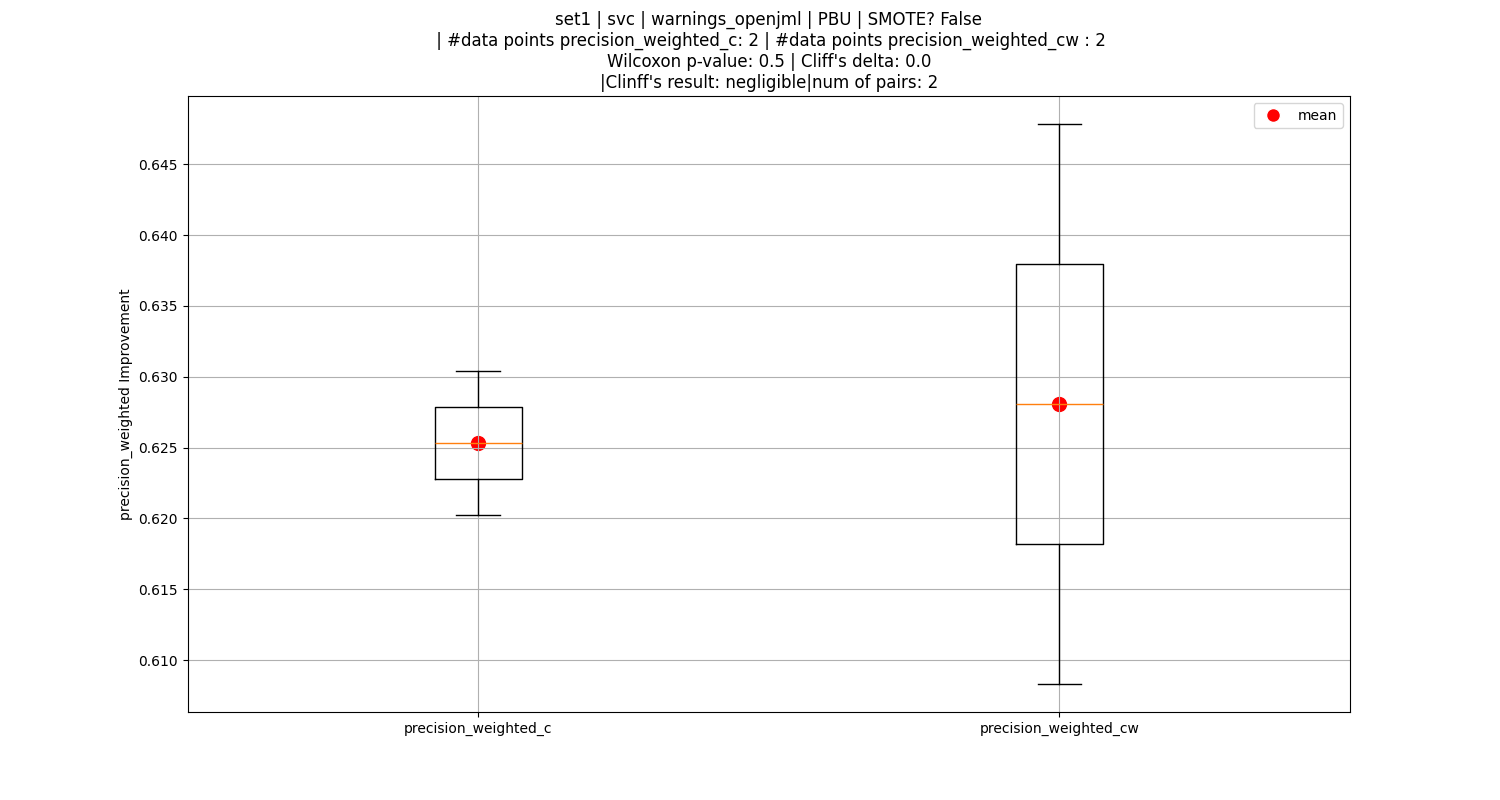 set1 | svc | warnings_openjml | PBU | SMOTE? False
| #data points precision_weighted_c: 2 | #data points precision_weighted_cw : 2
Wilcoxon p-value: 0.5 | Cliff's delta: 0.0
|Clinff's result: negligible|num of pairs: 2
mean
0.645
0.640
0.635
0.630
0.625
0.620
0.615
0.610
precision_weighted Improvement
precision_weighted_c
precision_weighted_cw